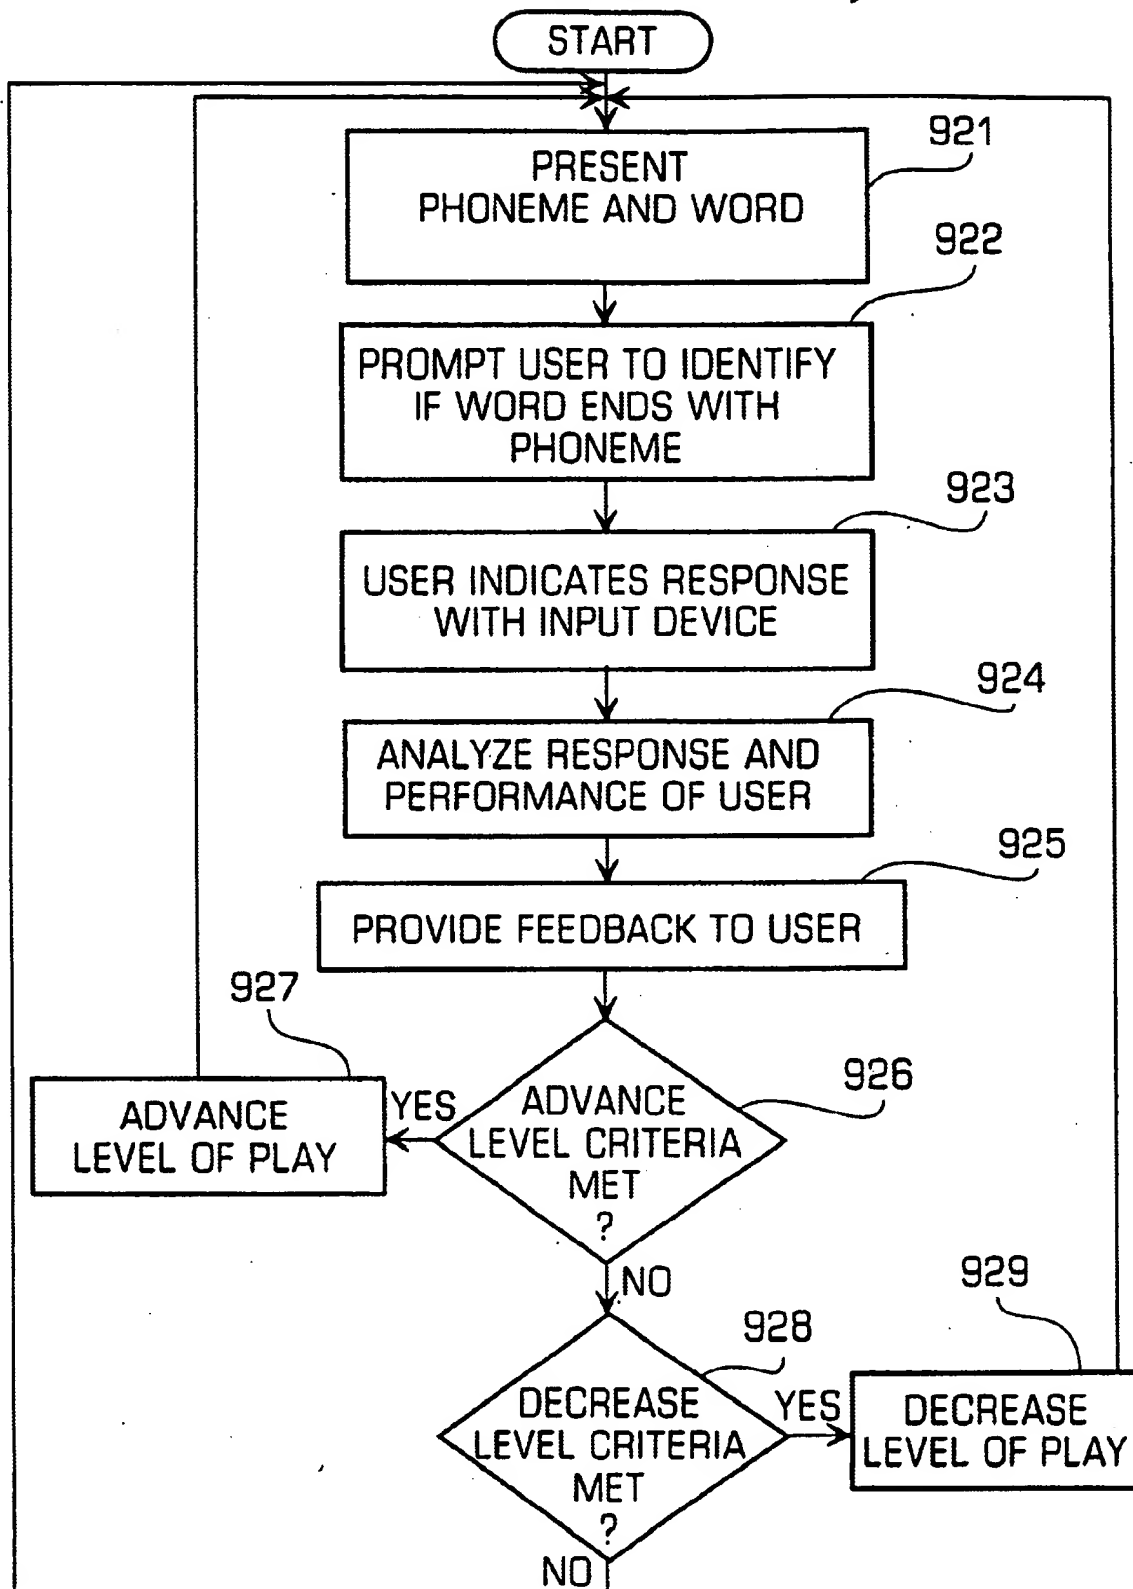 START
921
PRESENT
PHONEME AND WORD
922
PROMPT USER TO IDENTIFY
IF WORD ENDS WITH
PHONEME
923
USER INDICATES RESPONSE
WITH INPUT DEVICE
924
ANALYZE RESPONSE AND
PERFORMANCE OF USER
925
PROVIDE FEEDBACK TO USER
927
926
ADVANCE
LEVEL OF PLAY
YES
ADVANCE
LEVEL CRITERIA
MET
?
NO
929
928
DECREASE
LEVEL CRITERIA
MET
?
YES
DECREASE
LEVEL OF PLAY
NO